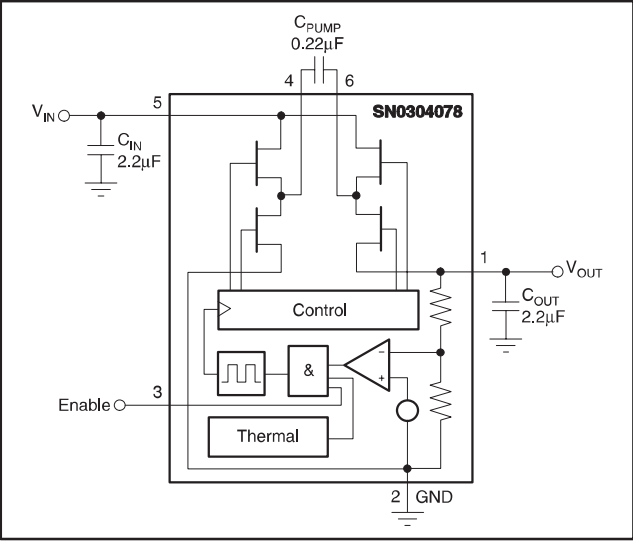 C_PUMP
0.22µF
4 6
5
SN0304078
V_IN
C_IN
2.2µF
1
V_OUT
C_OUT
2.2µF
Control
&
−
+
3
Enable
Thermal
2 GND